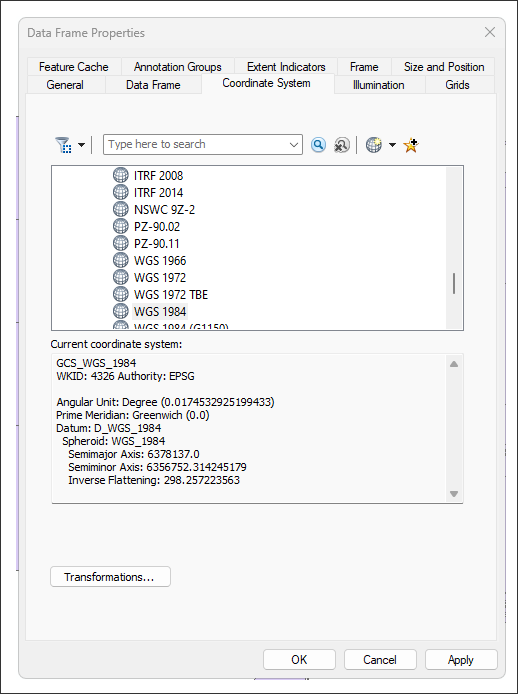 Data Frame Properties
Feature Cache Annotation Groups Extent Indicators Frame Size and Position
General Data Frame Coordinate System Illumination Grids
Type here to search
ITRF 2008
ITRF 2014
NSWC 9Z-2
PZ-90.02
PZ-90.11
WGS 1966
WGS 1972
WGS 1972 TBE
WGS 1984
WGS 1984 (G1150)
Current coordinate system:
GCS_WGS_1984
WKID: 4326 Authority: EPSG
Angular Unit: Degree (0.0174532925199433)
Prime Meridian: Greenwich (0.0)
Datum: D_WGS_1984
Spheroid: WGS_1984
Semimajor Axis: 6378137.0
Semiminor Axis: 6356752.314245179
Inverse Flattening: 298.257223563
Transformations...
OK Cancel Apply